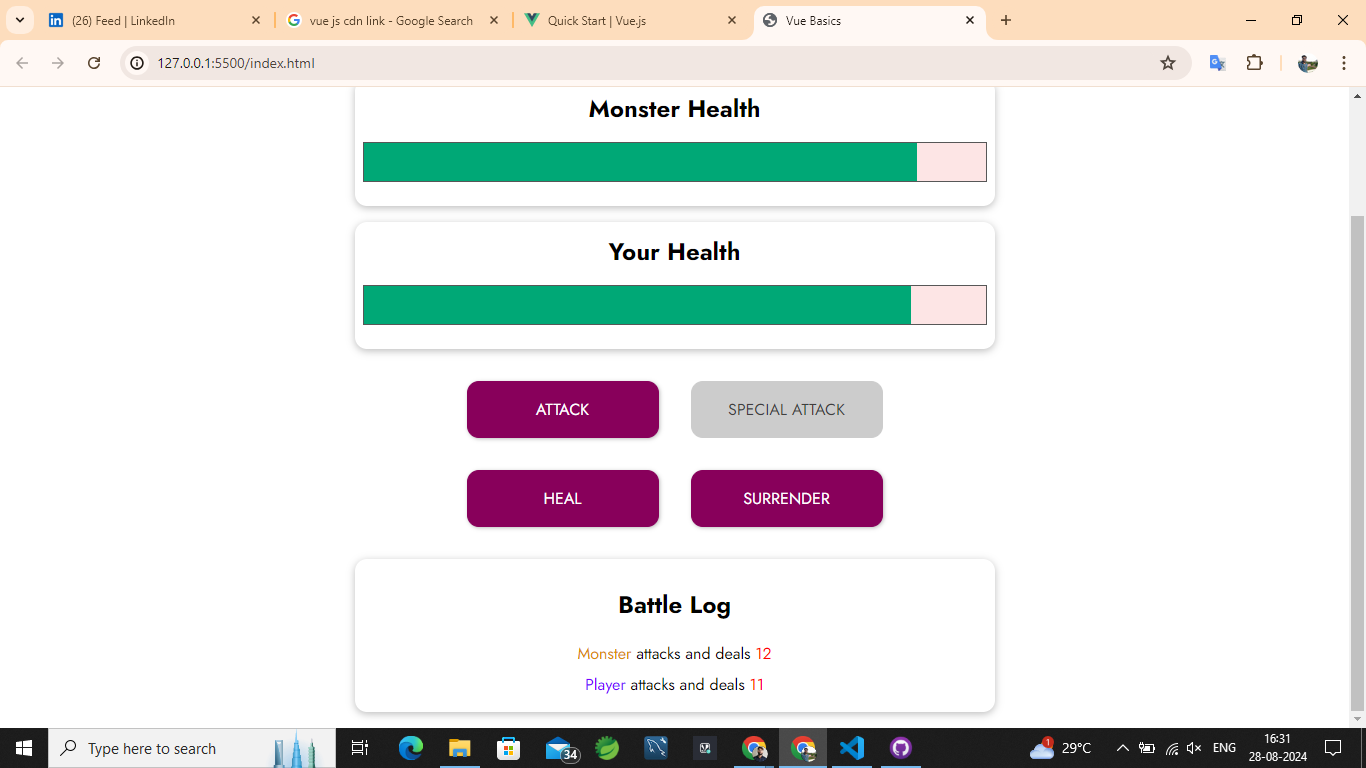 (26) Feed | LinkedIn
vue js cdn link - Google Search
Quick Start | Vue.js
Vue Basics
127.0.0.1:5500/index.html
Monster Health
Your Health
ATTACK
SPECIAL ATTACK
HEAL
SURRENDER
Battle Log
Monster attacks and deals 12
Player attacks and deals 11
Type here to search
34
1
29°C
ENG
16:31
28-08-2024